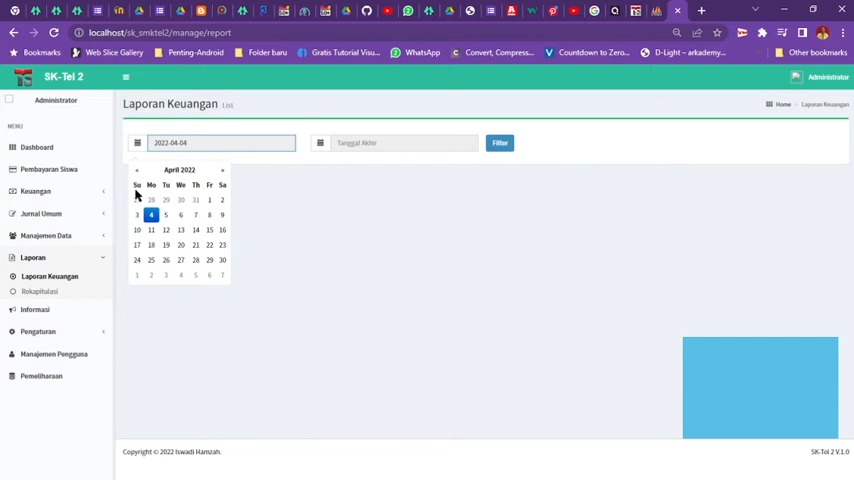 localhost/sk_smktel2/manage/report
Bookmarks Web Slice Gallery Penting-Android Folder baru Gratis Tutorial Visu... WhatsApp Convert, Compress... Countdown to Zero... D-Light – arkademy... Other bookmarks
SK-Tel 2 Administrator
Administrator
Laporan Keuangan List
Home Laporan Keuangan
MENU
Dashboard
Pembayaran Siswa
Keuangan
Jurnal Umum
Manajemen Data
Laporan
Laporan Keuangan
Rokapitulasi
Informasi
Pengaturan
Manajemen Pengguna
Pemeliharaan
2022-04-04 Tanggal Akhir Filter
« April 2022 »
Su Mo Tu We Th Fr Sa
28 29 30 31 1 2
3 4 5 6 7 8 9
10 11 12 13 14 15 16
17 18 19 20 21 22 23
24 25 26 27 28 29 30
1 2 3 4 5 6 7
Copyright © 2022 Iswadi Hamzah. SK-Tel 2 V.1.0